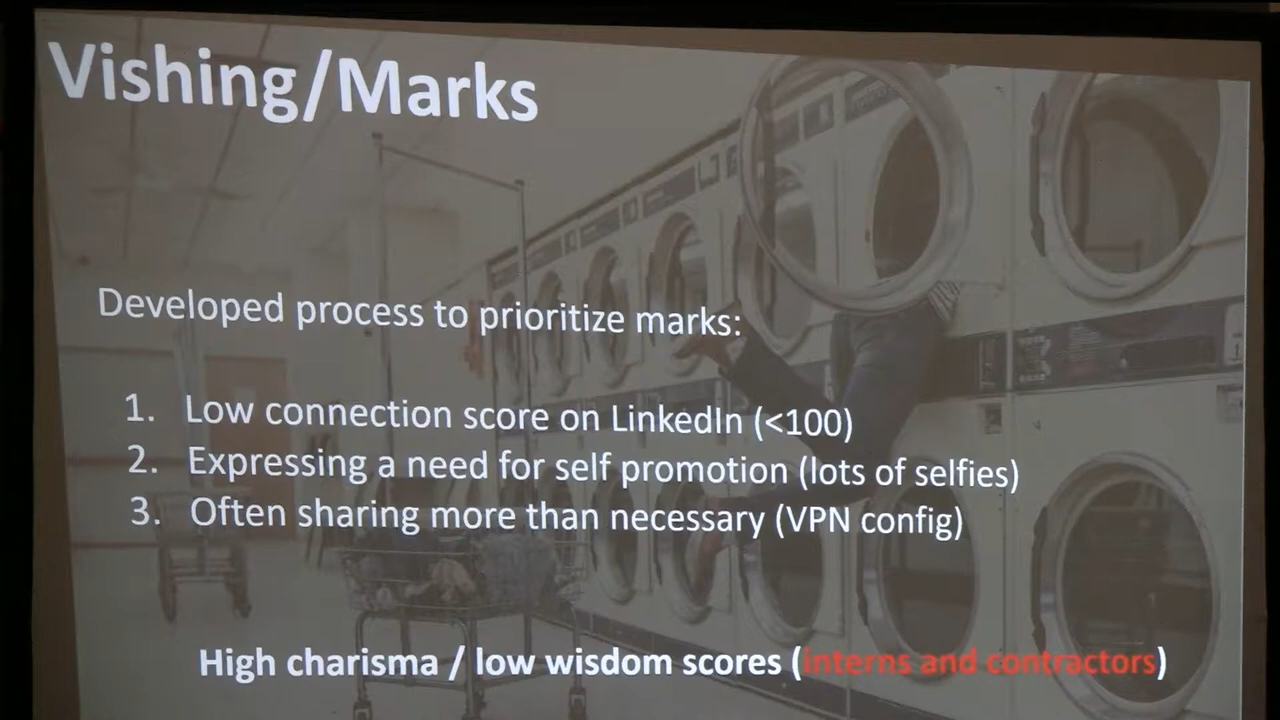 Vishing/Marks
Developed process to prioritize marks:
1. Low connection score on LinkedIn (<100)
2. Expressing a need for self promotion (lots of selfies)
3. Often sharing more than necessary (VPN config)
High charisma / low wisdom scores (interns and contractors)